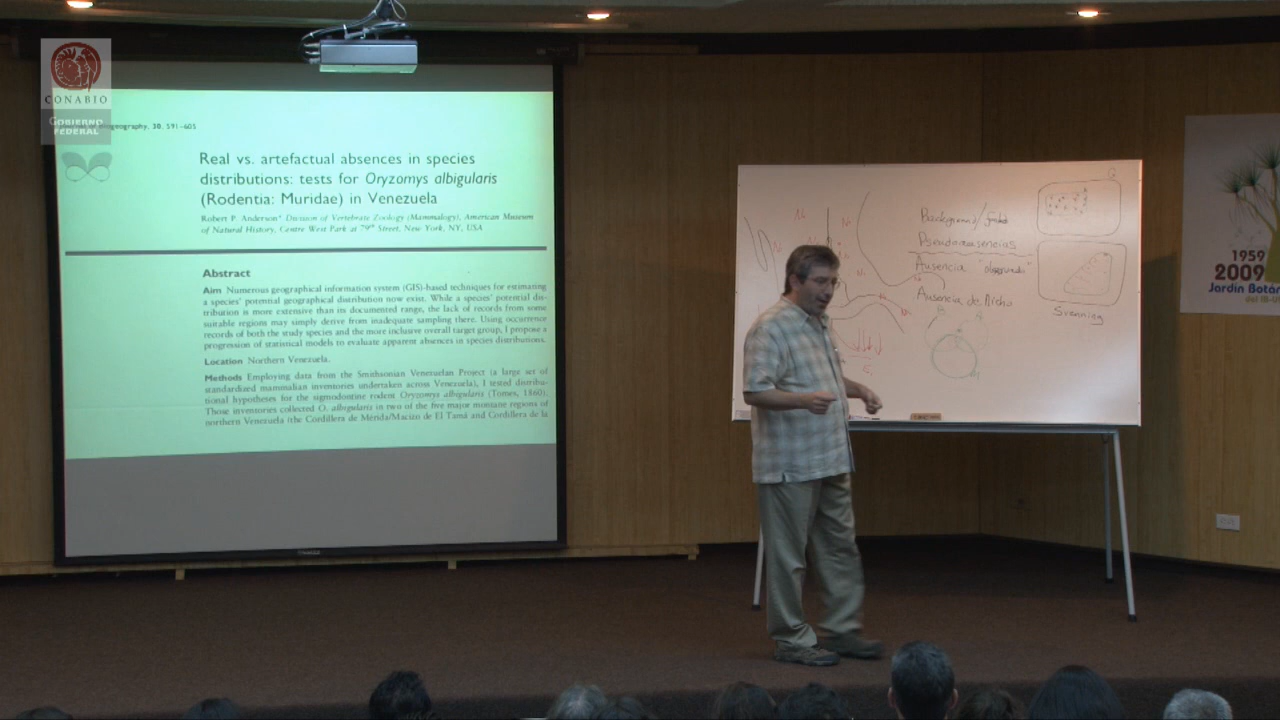 CONABIO
GOBIERNO
FEDERAL
geography, 30, 591–605
Real vs. artefactual absences in species
distributions: tests for Oryzomys albigularis
(Rodentia: Muridae) in Venezuela
Robert P. Anderson* Division of Vertebrate Zoology (Mammalogy), American Museum
of Natural History, Central West Park at 79th Street, New York, NY, USA
Abstract
Aim Numerous geographical information system (GIS)-based techniques for estimating
a species' potential geographical distribution now exist. While a species' potential dis-
tribution is more extensive than its documented range, the lack of records from some
suitable regions may simply derive from inadequate sampling there. Using occurrence
records of both the study species and the more inclusive overall target group, I propose a
progression of statistical models to evaluate apparent absences in species distributions.
Location Northern Venezuela.
Methods Employing data from the Smithsonian Venezuelan Project (a large set of
standardized mammalian inventories undertaken across Venezuela), I tested distribu-
tional hypotheses for the sigmodontine rodent Oryzomys albigularis (Tomes, 1860).
Those inventories collected O. albigularis in two of the five major montane regions of
northern Venezuela (the Cordillera de Mérida/Macizo de El Tamá and Cordillera de la
Background/
Pseudoausencias
Ausencia "observada"
Ausencia de Nicho
G
B
A
1959
2009
Jardín Botán